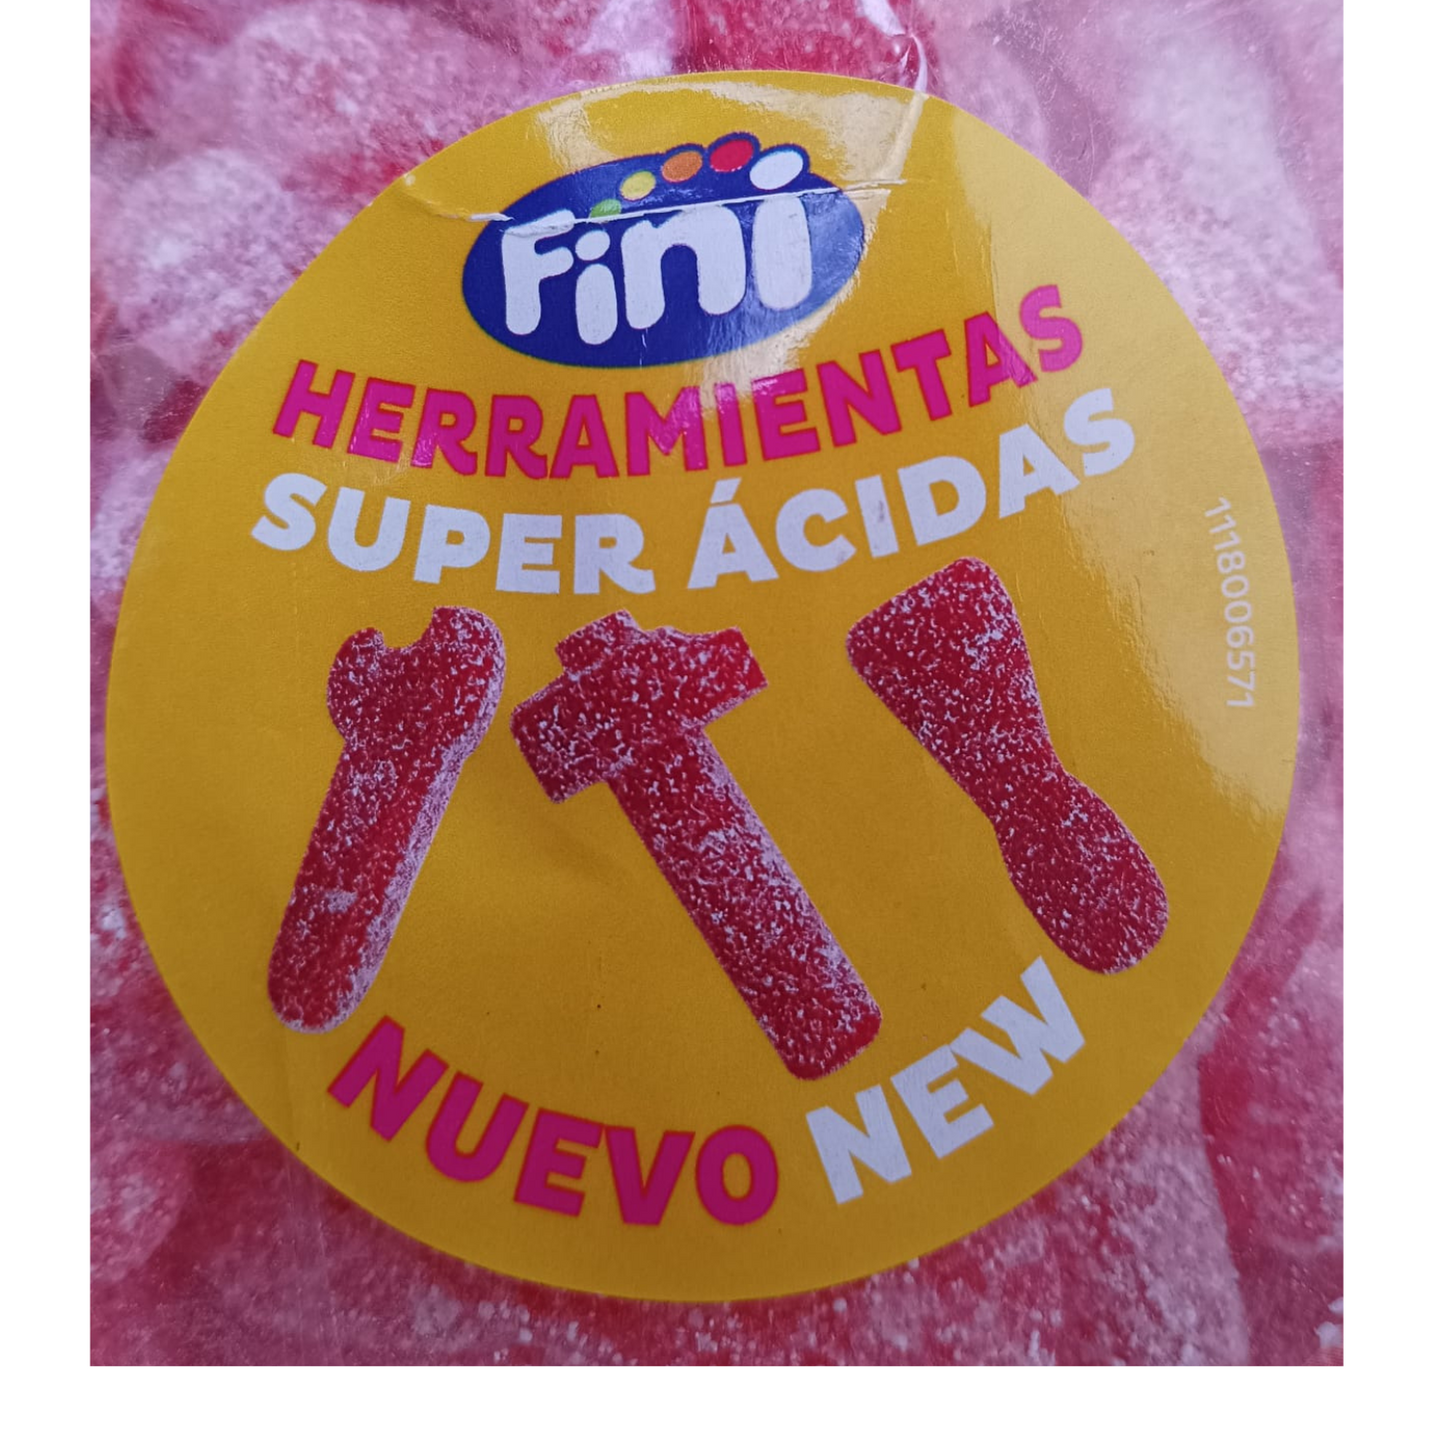 Fini
HERRAMIENTAS
SUPER ÁCIDAS
1118006571
NUEVO NEW